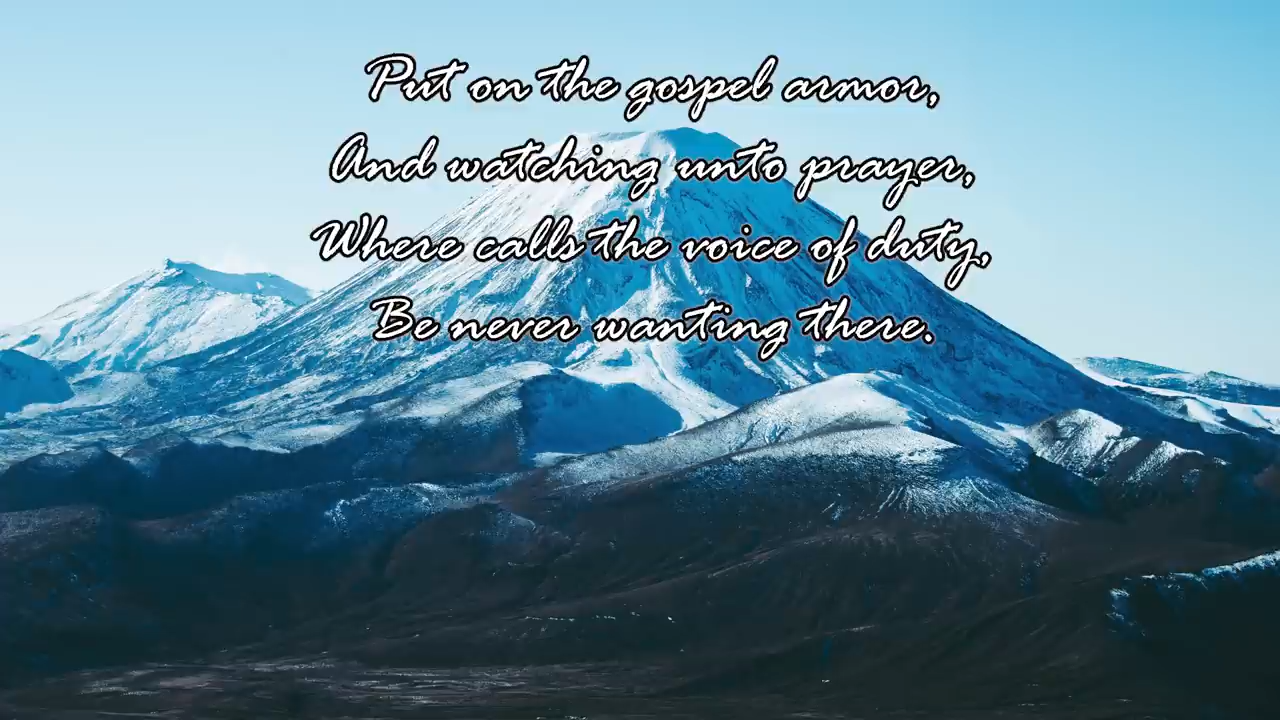 Put on the gospel armor,
And watching unto prayer,
Where calls the voice of duty,
Be never wanting there.